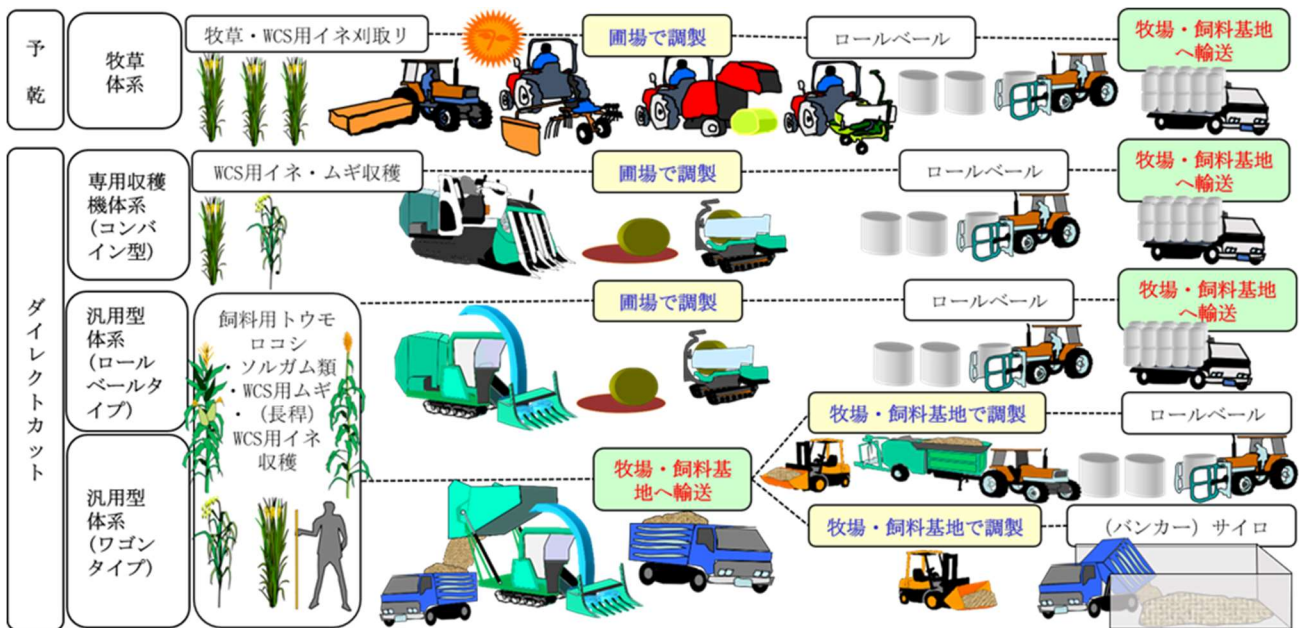 予
乾
牧草
体系
牧草・WCS用イネ刈取リ
圃場で調製
ロールベール
牧場・飼料基地
へ輸送
ダイレクトカット
専用収穫
機体系
(コンバ
イン型)
WCS用イネ・ムギ収穫
圃場で調製
ロールベール
牧場・飼料基地
へ輸送
汎用型
体系
(ロール
ベールタ
イプ)
飼料用トウモ
ロコシ
・ソルガム類
・WCS用ムギ
・(長稈)
WCS用イネ
収穫
圃場で調製
ロールベール
牧場・飼料基地
へ輸送
汎用型
体系
(ワゴン
タイプ)
牧場・飼料基
地へ輸送
牧場・飼料基地で調製
ロールベール
牧場・飼料基地で調製
(バンカー)サイロ